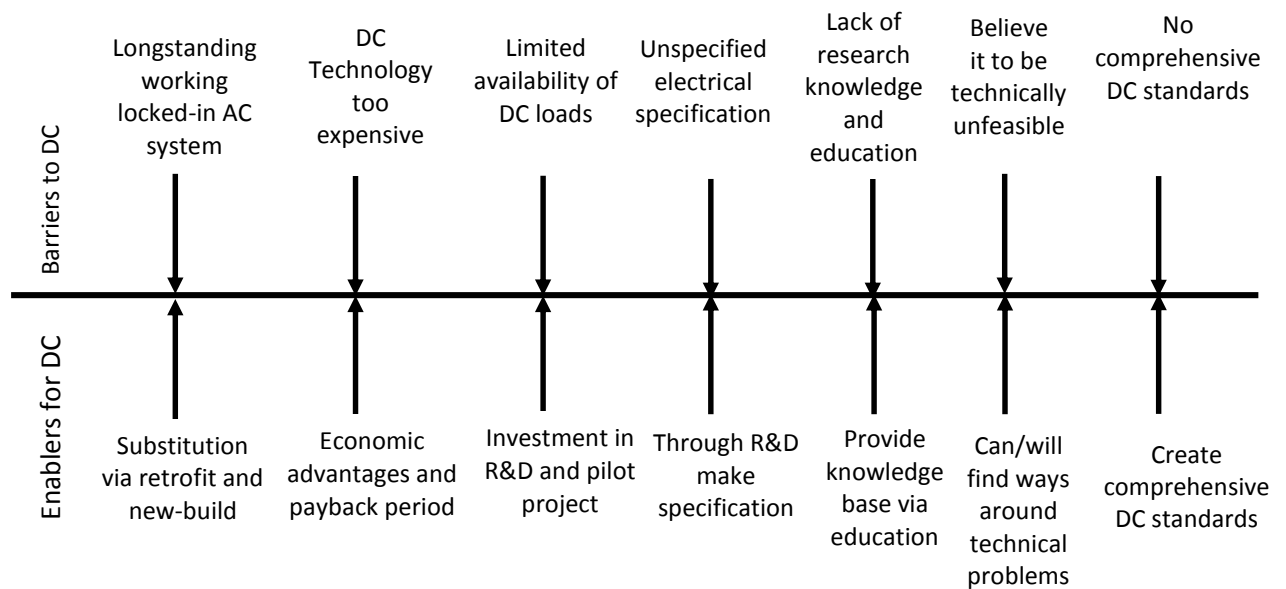 Barriers to DC
Longstanding
working
locked-in AC
system
DC
Technology
too
expensive
Limited
availability of
DC loads
Unspecified
electrical
specification
Lack of
research
knowledge
and
education
Believe
it to be
technically
unfeasible
No
comprehensive
DC standards
Enablers for DC
Substitution
via retrofit and
new-build
Economic
advantages and
payback period
Investment in
R&D and pilot
project
Through R&D
make
specification
Provide
knowledge
base via
education
Can/will
find ways
around
technical
problems
Create
comprehensive
DC standards